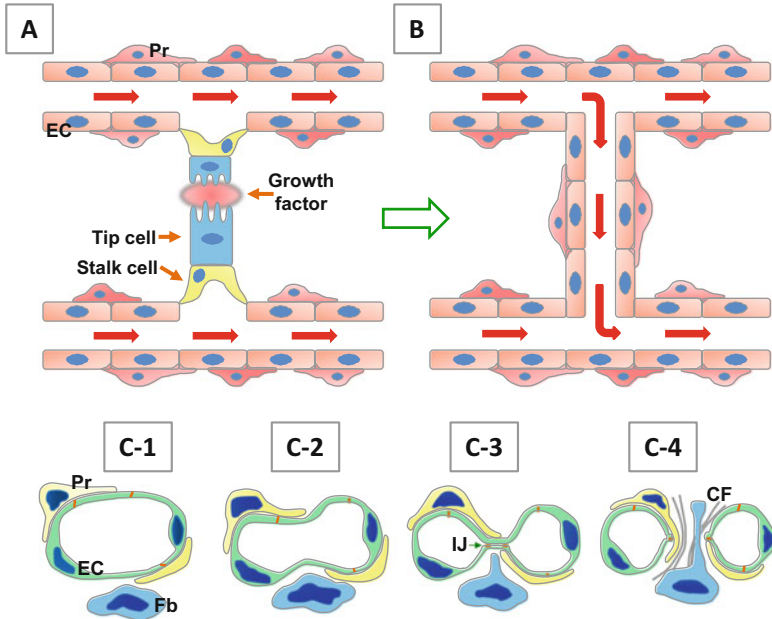 A
B
Pr
EC
Growth
factor
Tip cell
Stalk cell
C-1
C-2
C-3
C-4
Pr
CF
IJ
EC
Fb